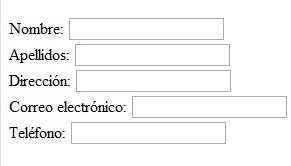 Nombre:
Apellidos:
Dirección:
Correo electrónico:
Teléfono: